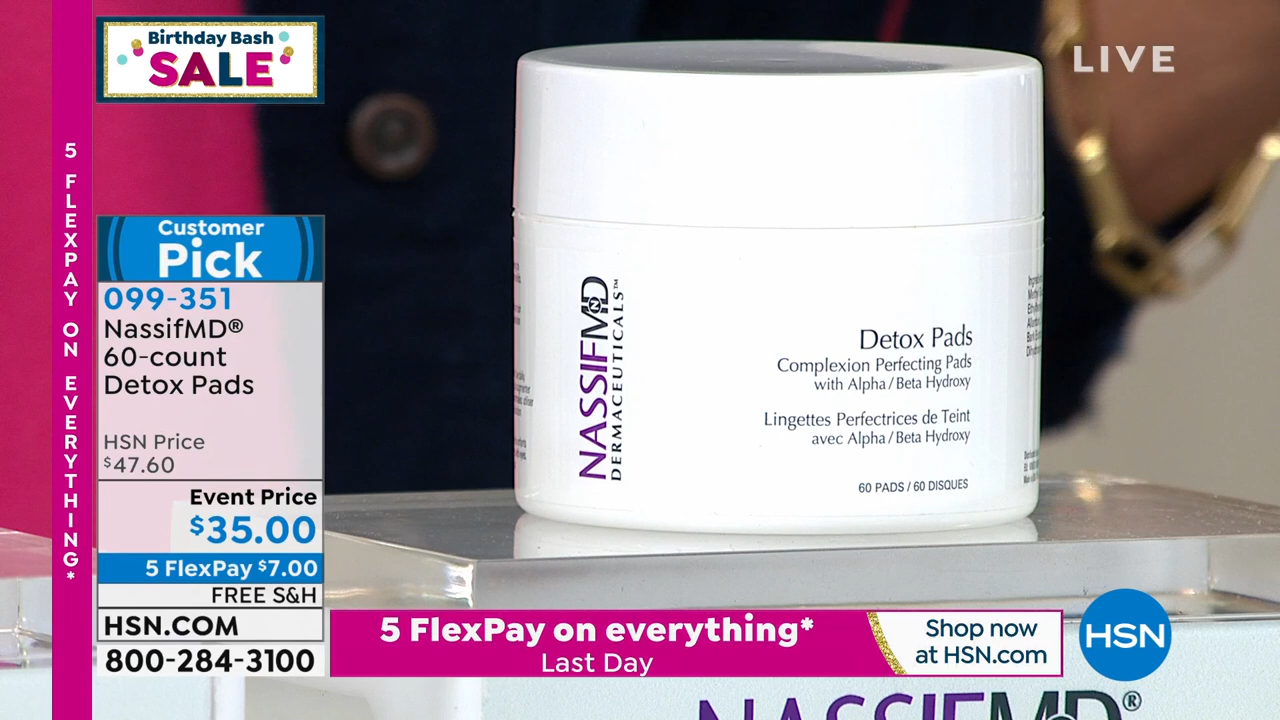 Birthday Bash
SALE
LIVE
5 FLEXPAY ON EVERYTHING*
Customer
Pick
099-351
NassifMD®
60-count
Detox Pads
HSN Price
$47.60
Event Price
$35.00
5 FlexPay $7.00
FREE S&H
HSN.COM
800-284-3100
NASSIFMD
DERMACEUTICALS™
Detox Pads
Complexion Perfecting Pads
with Alpha/Beta Hydroxy
Lingettes Perfectrices de Teint
avec Alpha/Beta Hydroxy
60 PADS / 60 DISQUES
5 FlexPay on everything*
Last Day
Shop now
at HSN.com
HSN
NASSIFMD®